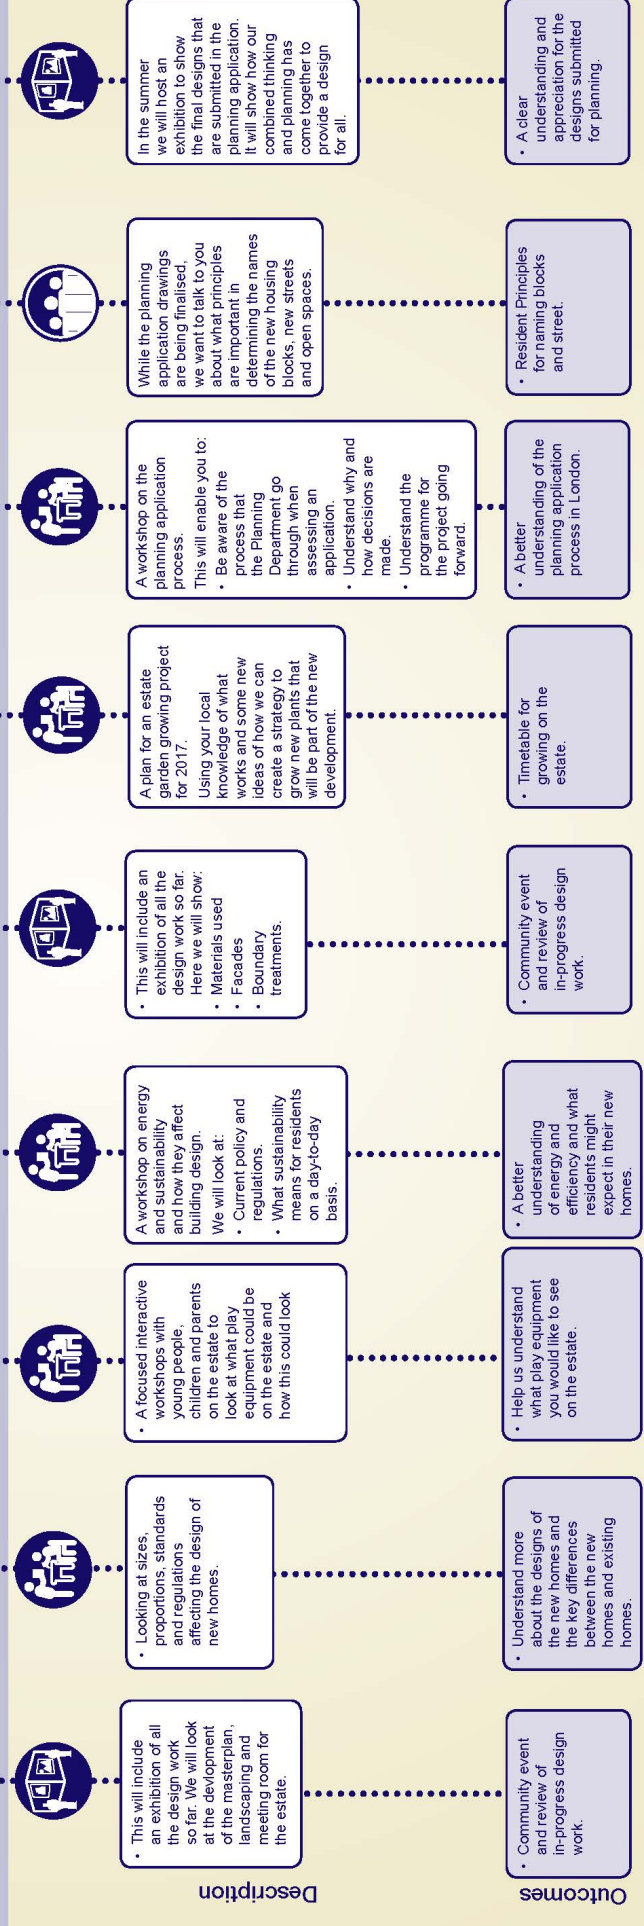 Description
• This will include
an exhibition of all
the design work
so far. We will look
at the devlopment
of the masterplan,
landscaping and
meeting room for
the estate.
• Looking at sizes,
proportions, standards
and regulations
affecting the design of
new homes.
• A focused interactive
workshops with
young people,
children and parents
on the estate to
look at what play
equipment could be
on the estate and
how this could look
A workshop on energy
and sustainability
and how they affect
building design.
We will look at:
• Current policy and
regulations.
• What sustainability
means for residents
on a day-to-day
basis.
• This will include an
exhibition of all the
design work so far.
Here we will show:
• Materials used
• Facades
• Boundary
treatments.
A plan for an estate
garden growing project
for 2017.
Using your local
knowledge of what
works and some new
ideas of how we can
create a strategy to
grow new plants that
will be part of the new
development.
A workshop on the
planning application
process.
This will enable you to:
• Be aware of the
process that
the Planning
Department go
through when
assessing an
application.
• Understand why and
how decisions are
made.
• Understand the
programme for
the project going
forward.
While the planning
application drawings
are being finalised,
we want to talk to you
about what principles
are important in
determining the names
of the new housing
blocks, new streets
and open spaces.
In the summer
we will host an
exhibition to show
the final designs that
are submitted in the
planning application.
It will show how our
combined thinking
and planning has
come together to
provide a design
for all.
Outcomes
• Community event
and review of
in-progress design
work.
• Understand more
about the designs of
the new homes and
the key differences
between the new
homes and existing
homes.
• Help us understand
what play equipment
you would like to see
on the estate.
• A better
understanding
of energy and
efficiency and what
residents might
expect in their new
homes.
• Community event
and review of
in-progress design
work.
• Timetable for
growing on the
estate.
• A better
understanding of the
planning application
process in London.
• Resident Principles
for naming blocks
and street.
• A clear
understanding and
appreciation for the
designs submitted
for planning.